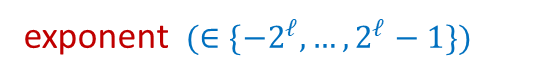 exponent (∈ {−2^ℓ, … , 2^ℓ − 1})